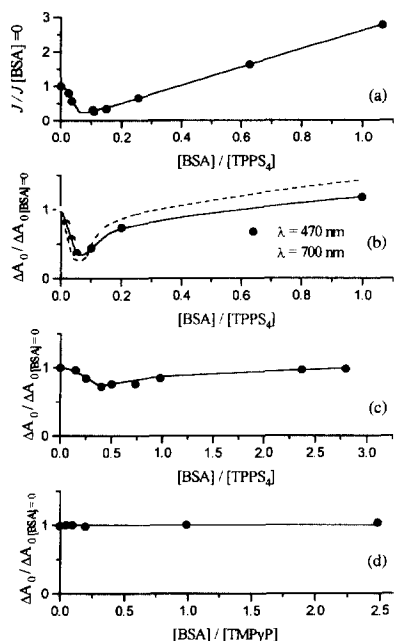 J / J [BSA]=0
3
2
1
0
0.0 0.2 0.4 0.6 0.8 1.0
(a)
[BSA] / [TPPS₄]
ΔA₀ / ΔA₀ [BSA]=0
1
0
0.0 0.2 0.4 0.6 0.8 1.0
λ = 470 nm
λ = 700 nm
(b)
[BSA] / [TPPS₄]
ΔA₀ / ΔA₀ [BSA]=0
1
0
0.0 0.5 1.0 1.5 2.0 2.5 3.0
(c)
[BSA] / [TPPS₄]
ΔA₀ / ΔA₀ [BSA]=0
1
0
0.0 0.5 1.0 1.5 2.0 2.5
(d)
[BSA] / [TMPyP]